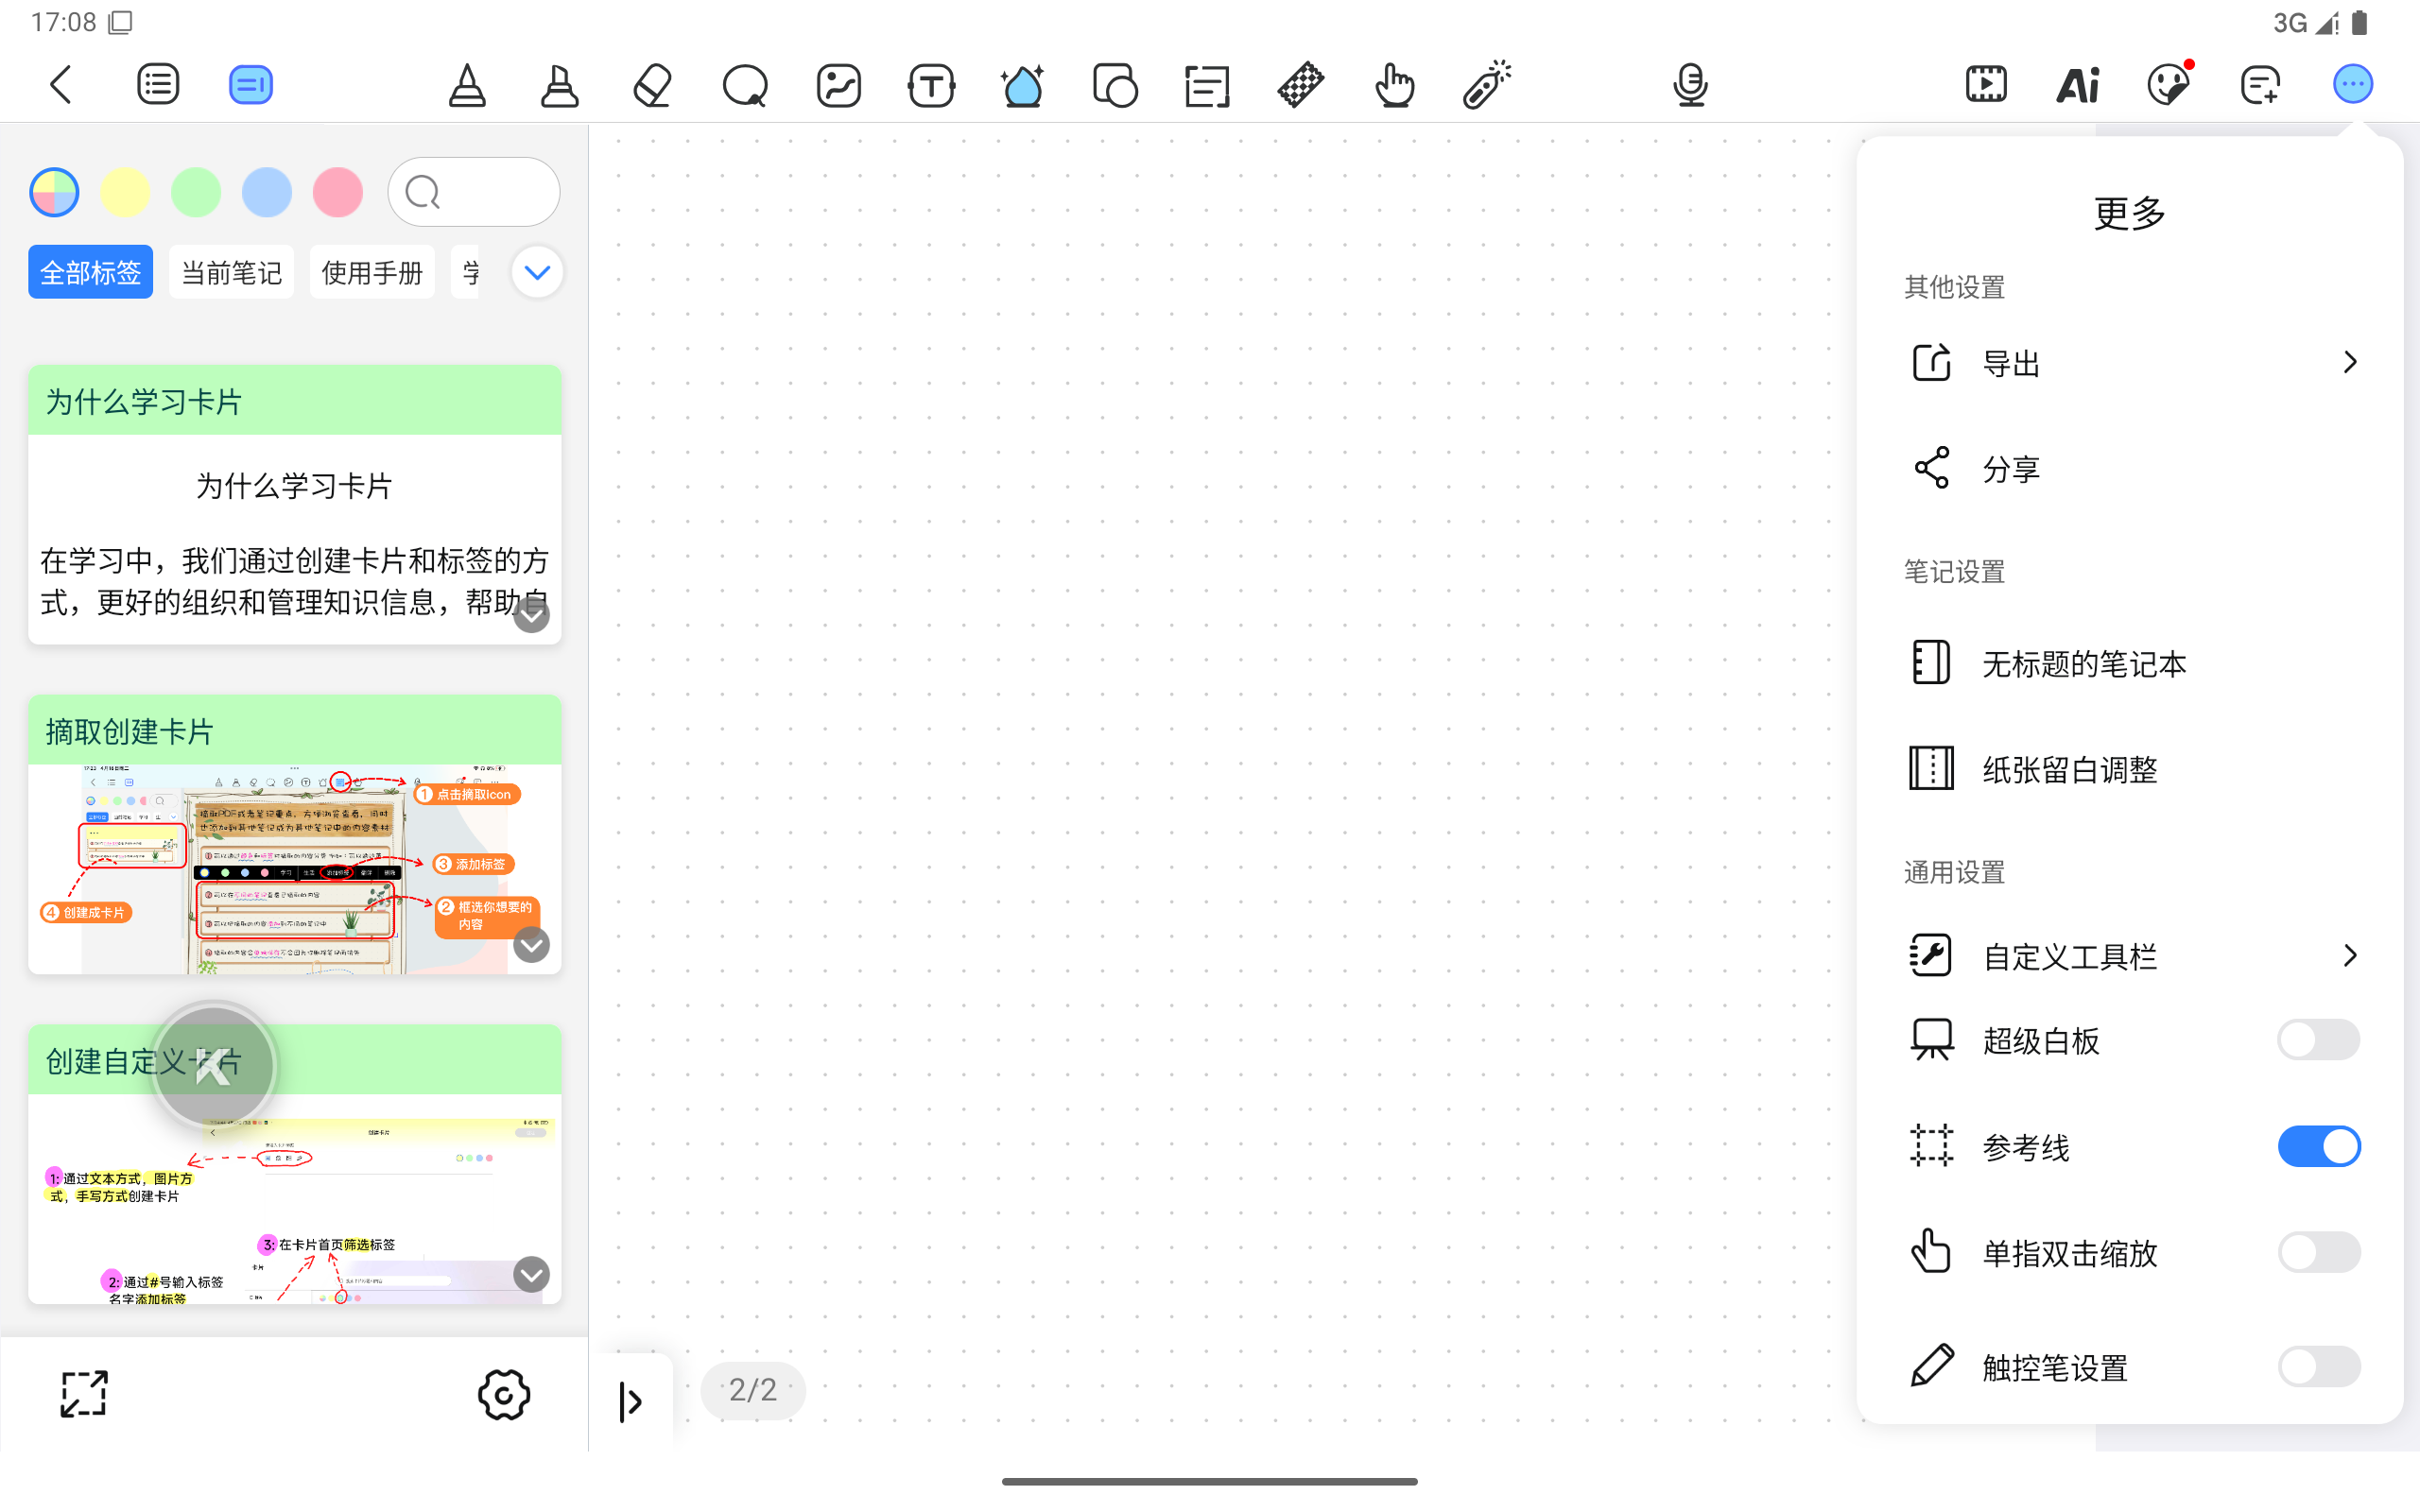 17:08
3G
Ai
全部标签
当前笔记
使用手册
为什么学习卡片
为什么学习卡片
在学习中，我们通过创建卡片和标签的方
式，更好的组织和管理知识信息，帮助自
摘取创建卡片
① 点击摘取icon
③ 添加标签
② 框选你想要的
内容
④ 创建成卡片
创建自定义卡片
K
创建卡片
1: 通过文本方式，图片方
式，手写方式创建卡片
3: 在卡片首页筛选标签
2: 通过#号输入标签
名字添加标签
2/2
更多
其他设置
导出
分享
笔记设置
无标题的笔记本
纸张留白调整
通用设置
自定义工具栏
超级白板
参考线
单指双击缩放
触控笔设置